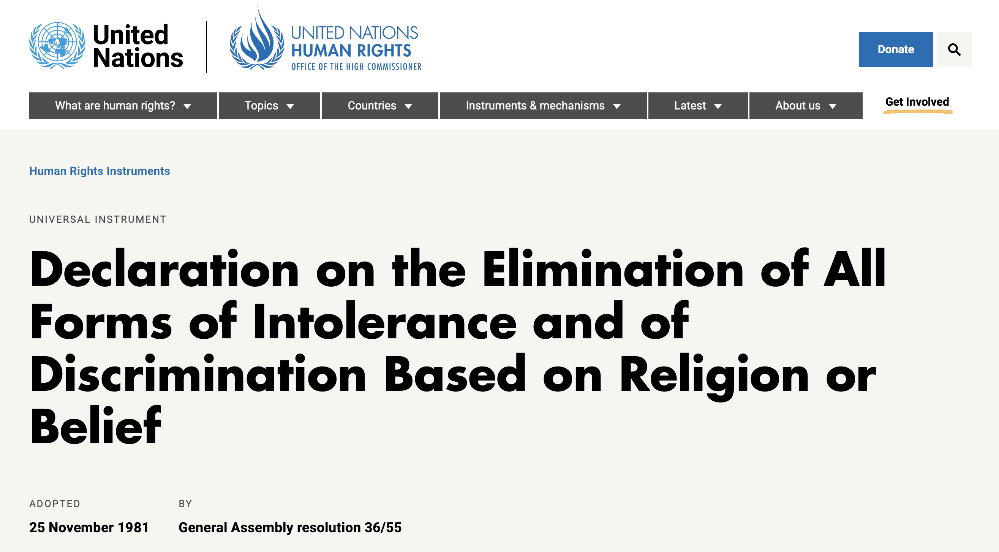 United
Nations
UNITED NATIONS
HUMAN RIGHTS
OFFICE OF THE HIGH COMMISSIONER
Donate
What are human rights?
Topics
Countries
Instruments & mechanisms
Latest
About us
Get Involved
Human Rights Instruments
UNIVERSAL INSTRUMENT
Declaration on the Elimination of All
Forms of Intolerance and of
Discrimination Based on Religion or
Belief
ADOPTED
BY
25 November 1981
General Assembly resolution 36/55